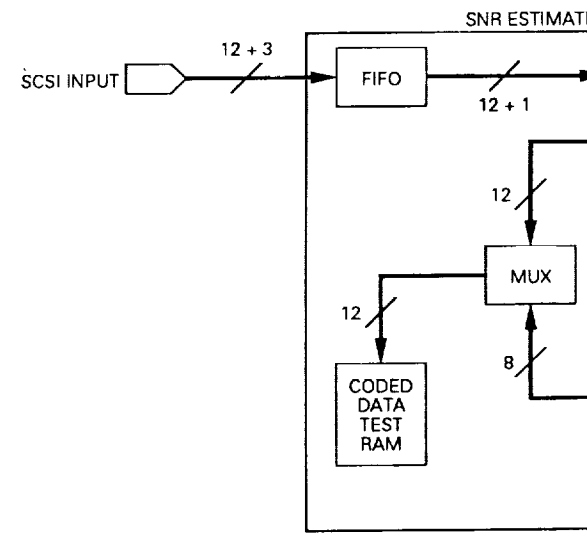 SNR ESTIMAT
12 + 3
SCSI INPUT
FIFO
12 + 1
12
MUX
12
8
CODED
DATA
TEST
RAM